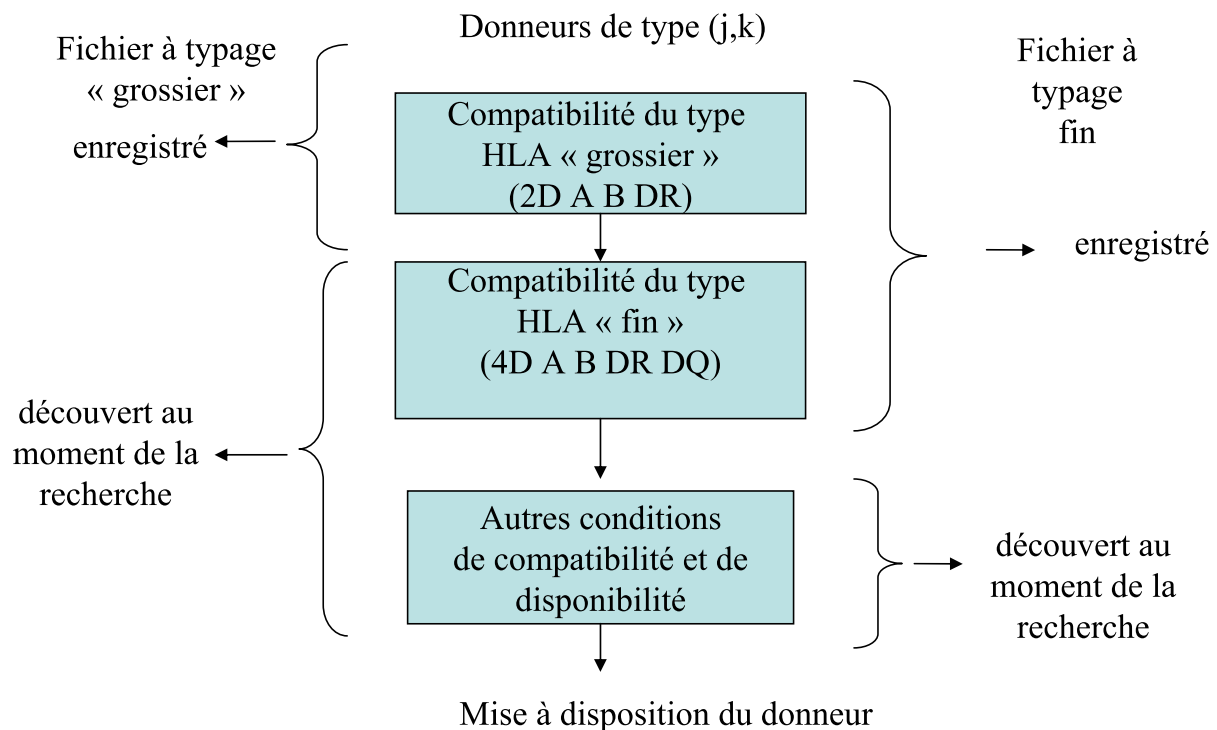 Donneurs de type (j,k)
Fichier à typage
« grossier »
enregistré
Fichier à
typage
fin
enregistré
Compatibilité du type
HLA « grossier »
(2D A B DR)
Compatibilité du type
HLA « fin »
(4D A B DR DQ)
découvert au
moment de la
recherche
Autres conditions
de compatibilité et de
disponibilité
découvert au
moment de la
recherche
Mise à disposition du donneur